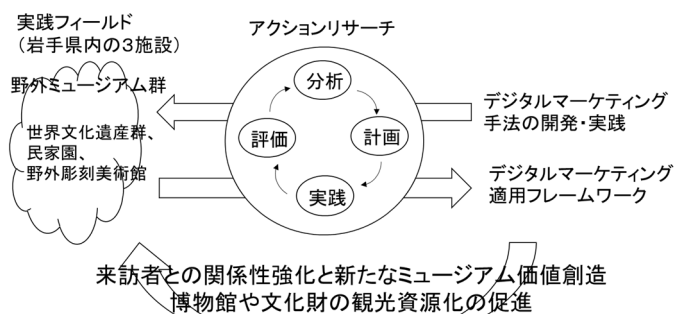 実践フィールド
（岩手県内の３施設）
野外ミュージアム群
世界文化遺産群、
民家園、
野外彫刻美術館
アクションリサーチ
分析
計画
実践
評価
デジタルマーケティング
手法の開発・実践
デジタルマーケティング
適用フレームワーク
来訪者との関係性強化と新たなミュージアム価値創造
博物館や文化財の観光資源化の促進